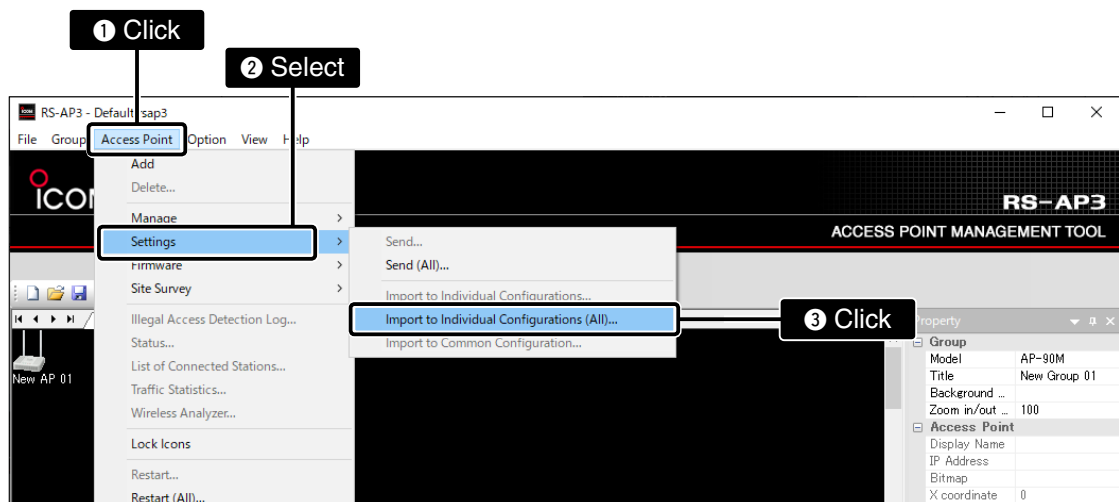 ❶ Click
❷ Select
RS-AP3 - Default.rsap3
File Group Access Point Option View Help
ICOM
RS-AP3
ACCESS POINT MANAGEMENT TOOL
Add
Delete...
Manage
Settings
Firmware
Site Survey
Illegal Access Detection Log...
Status...
List of Connected Stations...
Traffic Statistics...
Wireless Analyzer...
Lock Icons
Restart...
Restart (All)...
Send...
Send (All)...
Import to Individual Configurations...
Import to Individual Configurations (All)...
Import to Common Configuration...
❸ Click
New AP 01
Property
Group
Model AP-90M
Title New Group 01
Background ...
Zoom in/out ... 100
Access Point
Display Name
IP Address
Bitmap
X coordinate 0